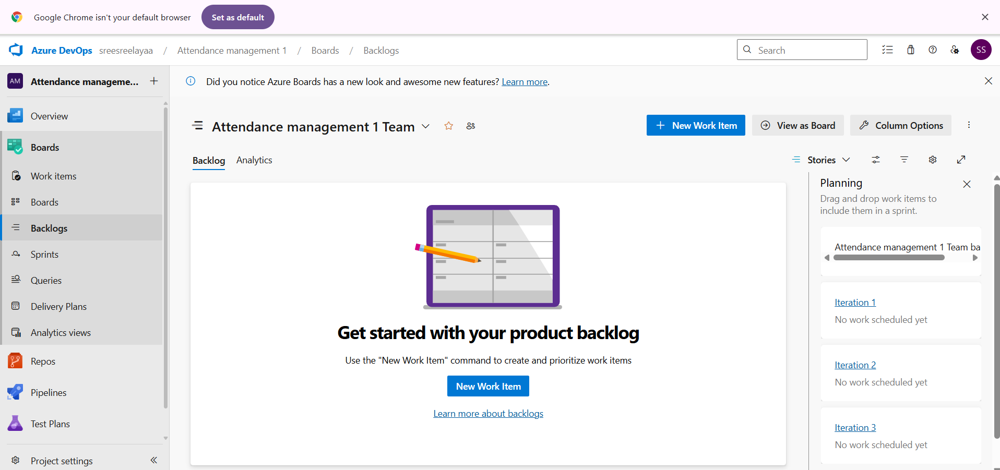 Google Chrome isn't your default browser
Set as default
Azure DevOps sreesreelayaa / Attendance management 1 / Boards / Backlogs
Search
SS
AM Attendance manageme...
Did you notice Azure Boards has a new look and awesome new features? Learn more.
Overview
Boards
Work items
Boards
Backlogs
Sprints
Queries
Delivery Plans
Analytics views
Repos
Pipelines
Test Plans
Project settings
Attendance management 1 Team
New Work Item
View as Board
Column Options
Backlog
Analytics
Stories
Get started with your product backlog
Use the "New Work Item" command to create and prioritize work items
New Work Item
Learn more about backlogs
Planning
Drag and drop work items to
include them in a sprint.
Attendance management 1 Team ba
Iteration 1
No work scheduled yet
Iteration 2
No work scheduled yet
Iteration 3
No work scheduled yet